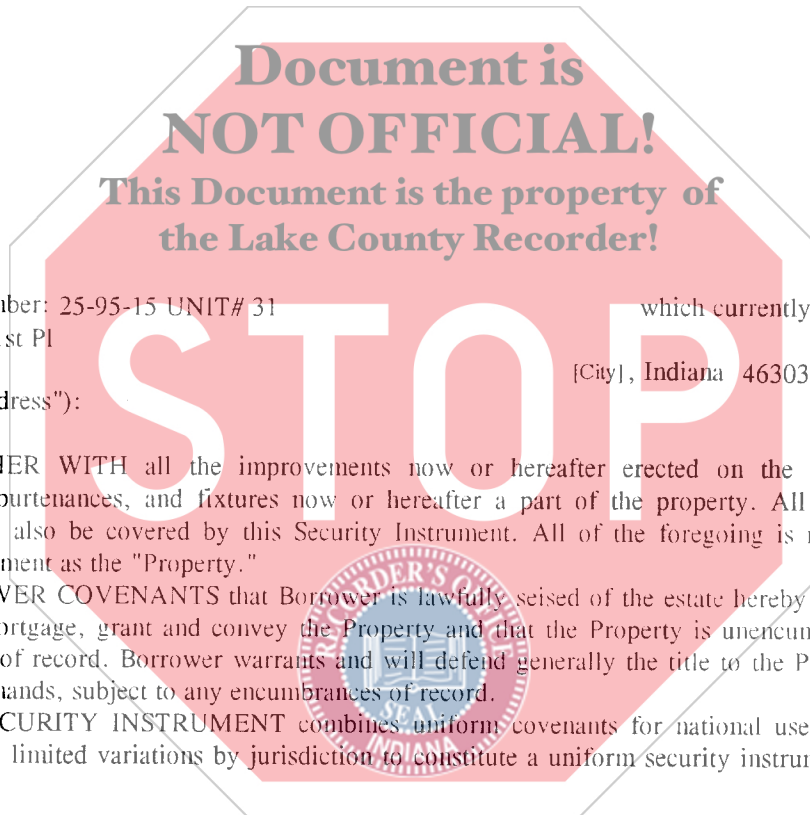 Document is
NOT OFFICIAL!
This Document is the property of
the Lake County Recorder!
ber: 25-95-15 UNIT# 31 which currently
st Pl
[City], Indiana 46303
dress"):
STOP
ER WITH all the improvements now or hereafter erected on the
urtenances, and fixtures now or hereafter a part of the property. All
also be covered by this Security Instrument. All of the foregoing is
ment as the "Property."
WER COVENANTS that Borrower is lawfully seised of the estate hereby
ortgage, grant and convey the Property and that the Property is unencum
of record. Borrower warrants and will defend generally the title to the P
ands, subject to any encumbrances of record.
CURITY INSTRUMENT combines uniform covenants for national use
limited variations by jurisdiction to constitute a uniform security instru
RECORDER'S OFFICE
SEAL
INDIANA